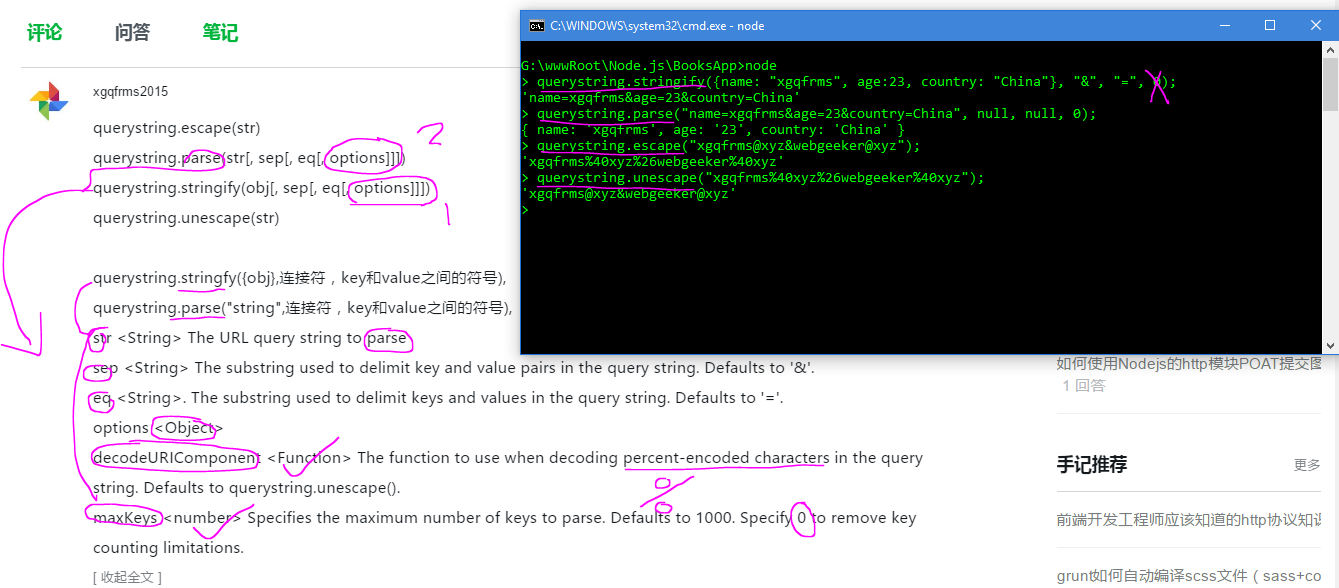 评论 问答 笔记
xgqfrms2015
querystring.escape(str)
querystring.parse(str[, sep[, eq[, options]]])
2
querystring.stringify(obj[, sep[, eq[, options]]])
1
querystring.unescape(str)
querystring.stringfy({obj},连接符，key和value之间的符号),
querystring.parse("string",连接符，key和value之间的符号),
str <String> The URL query string to parse
sep <String> The substring used to delimit key and value pairs in the query string. Defaults to '&'.
eq <String>. The substring used to delimit keys and values in the query string. Defaults to '='.
options <Object>
decodeURIComponent <Function> The function to use when decoding percent-encoded characters in the query
string. Defaults to querystring.unescape().
%
maxKeys <number> Specifies the maximum number of keys to parse. Defaults to 1000. Specify 0 to remove key
counting limitations.
[ 收起全文 ]
C:\WINDOWS\system32\cmd.exe - node
G:\wwwRoot\Node.js\BooksApp>node
> querystring.stringify({name: "xgqfrms", age:23, country: "China"}, "&", "=", );
'name=xgqfrms&age=23&country=China'
> querystring.parse("name=xgqfrms&age=23&country=China", null, null, 0);
{ name: 'xgqfrms', age: '23', country: 'China' }
> querystring.escape("xgqfrms@xyz&webgeeker@xyz");
'xgqfrms%40xyz%26webgeeker%40xyz'
> querystring.unescape("xgqfrms%40xyz%26webgeeker%40xyz");
'xgqfrms@xyz&webgeeker@xyz'
>
如何使用Nodejs的http模块POAT提交图
1 回答
手记推荐 更多
前端开发工程师应该知道的http协议知识
grunt如何自动编译scss文件（sass+co